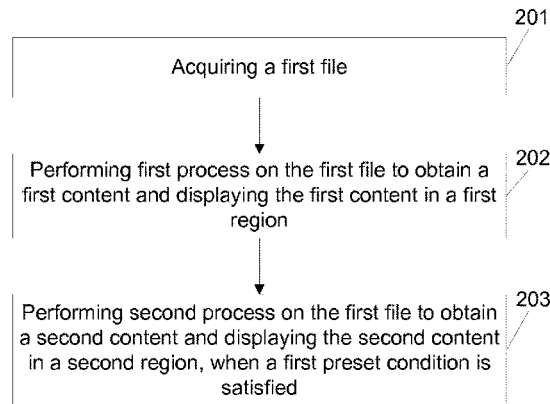 201
Acquiring a first file
202
Performing first process on the first file to obtain a
first content and displaying the first content in a first
region
203
Performing second process on the first file to obtain
a second content and displaying the second content
in a second region, when a first preset condition is
satisfied